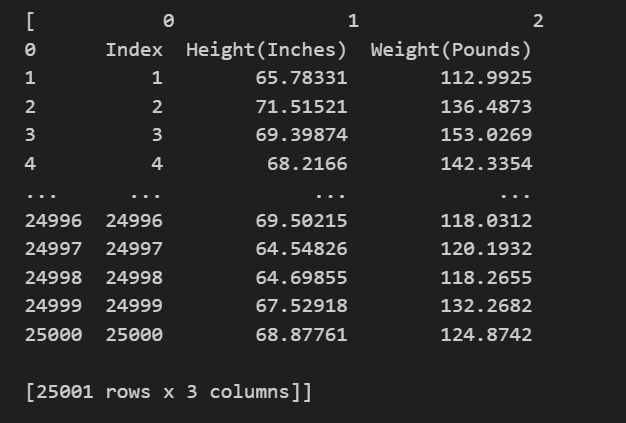 [           0               1               2
0      Index  Height(Inches)  Weight(Pounds)
1          1        65.78331        112.9925
2          2        71.51521        136.4873
3          3        69.39874        153.0269
4          4         68.2166        142.3354
...      ...             ...             ...
24996  24996        69.50215        118.0312
24997  24997        64.54826        120.1932
24998  24998        64.69855        118.2655
24999  24999        67.52918        132.2682
25000  25000        68.87761        124.8742
[25001 rows x 3 columns]]